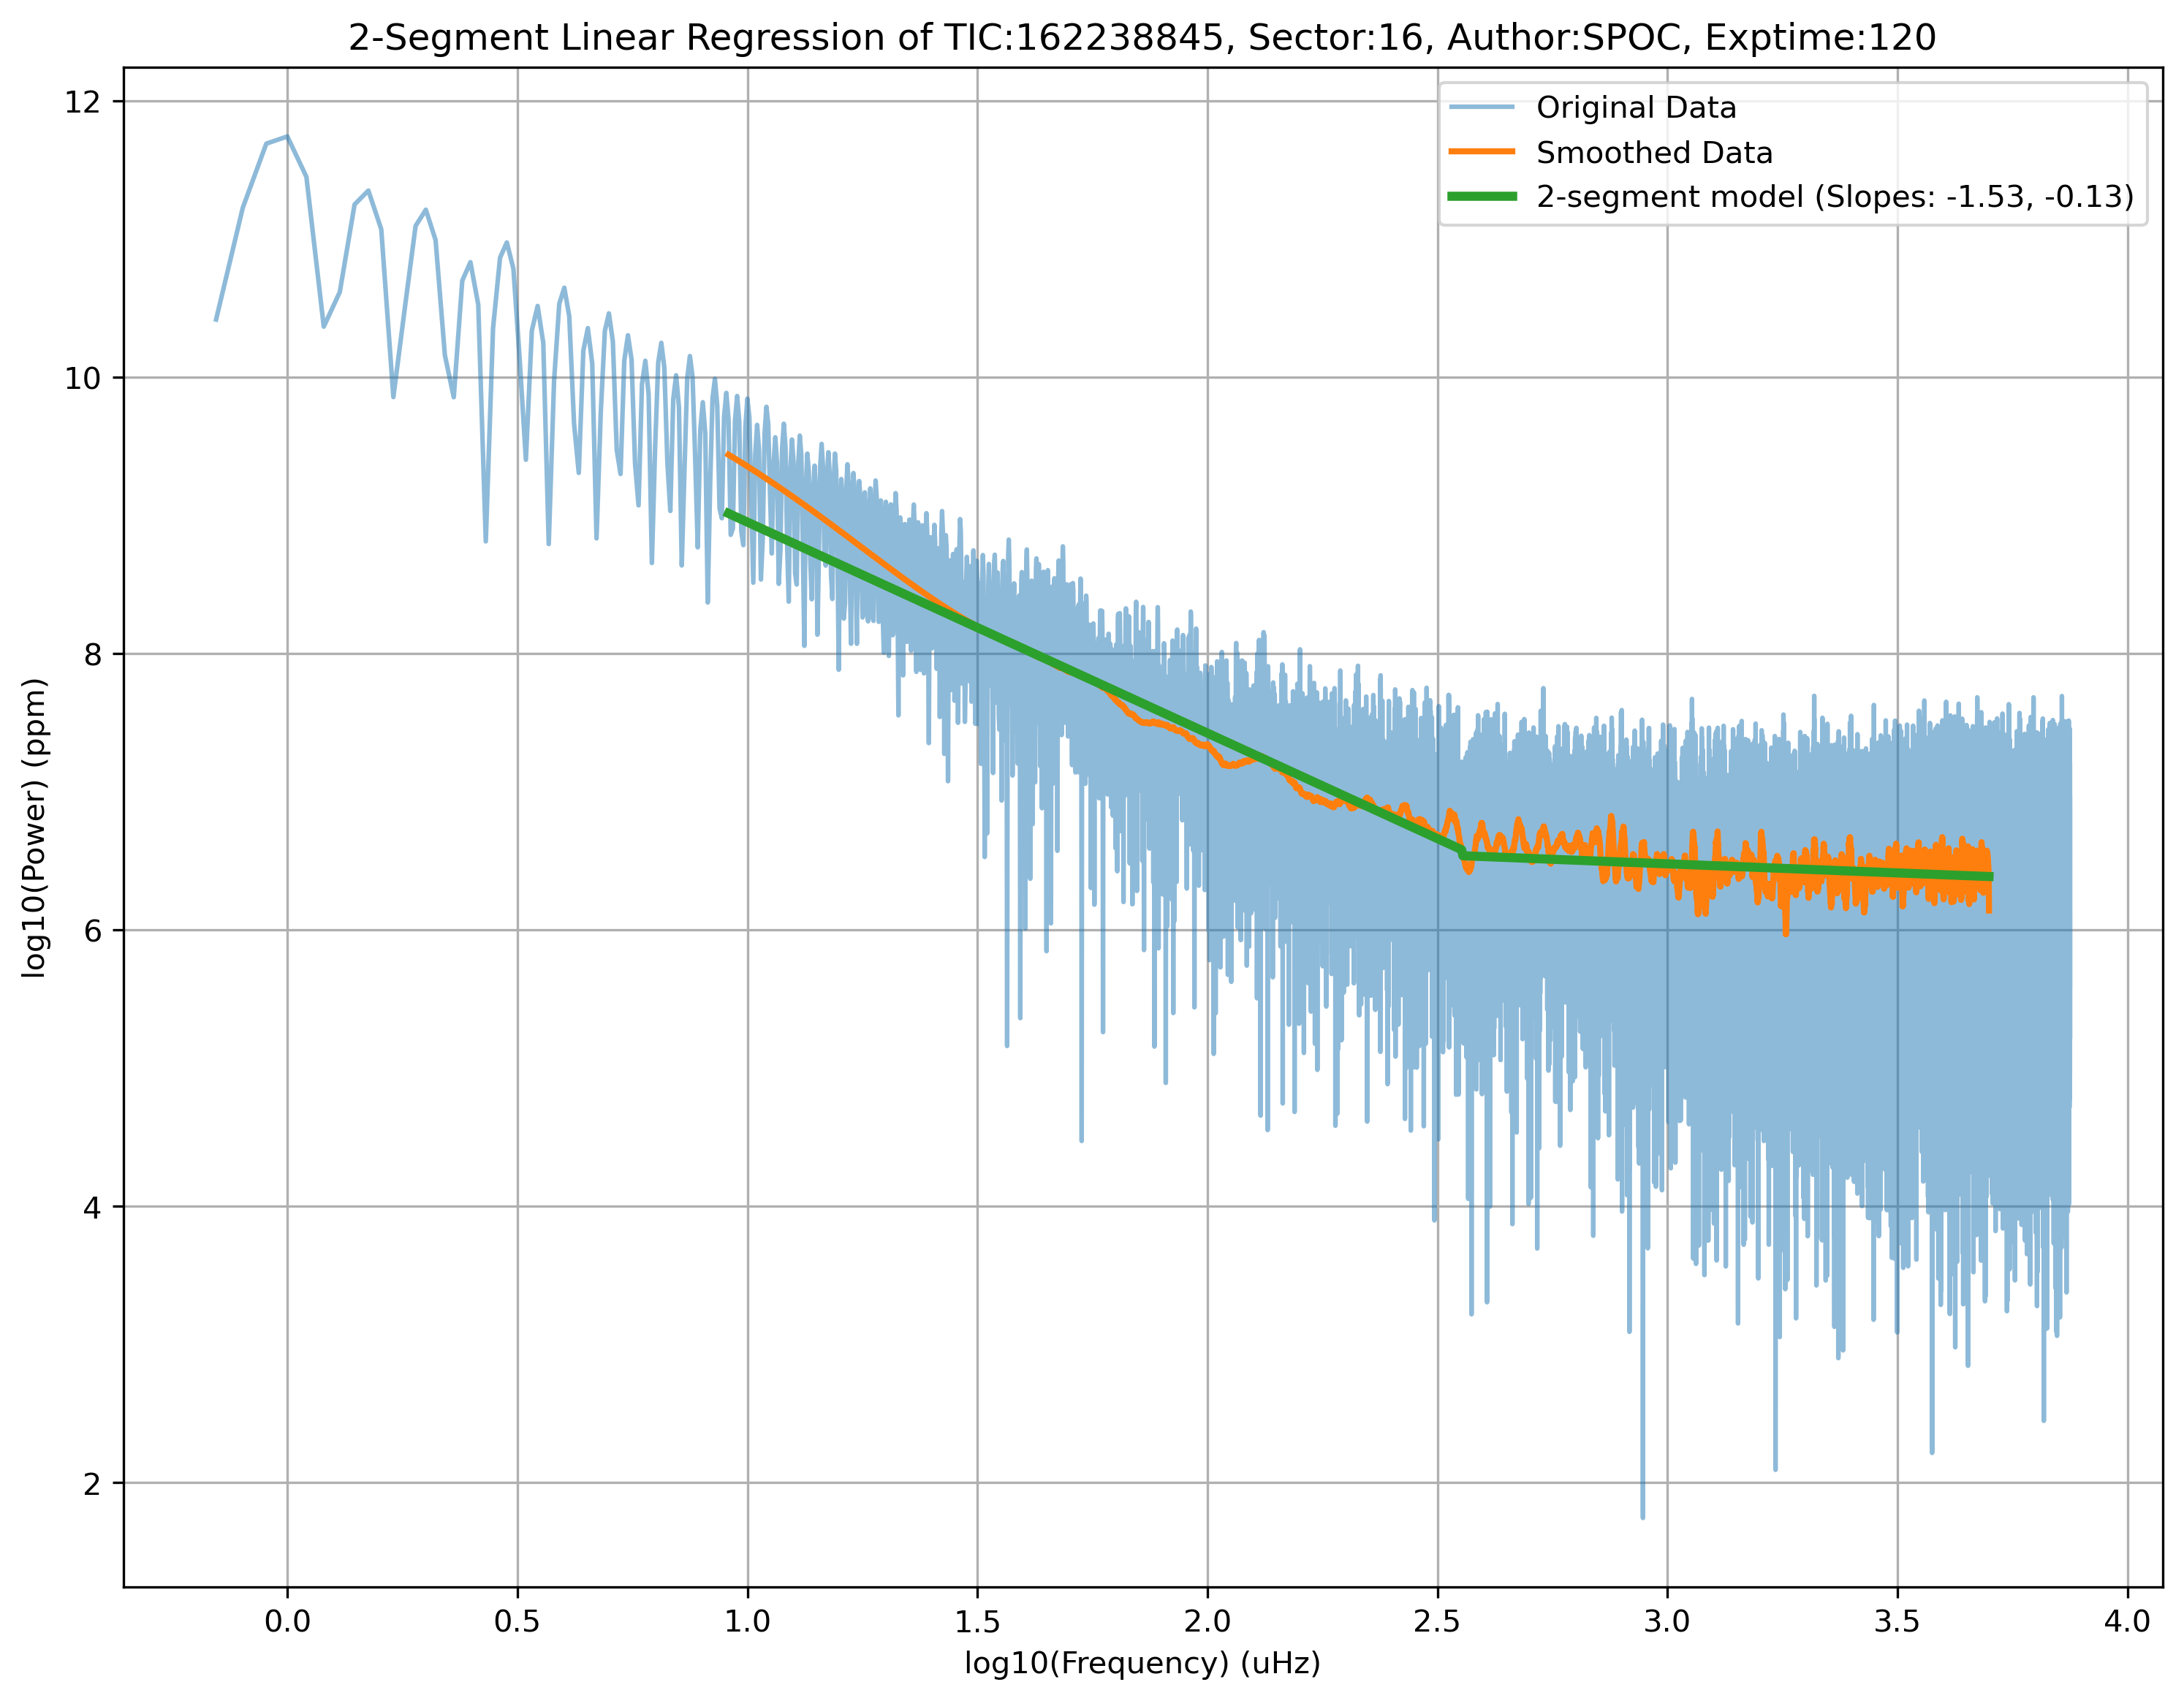 2-Segment Linear Regression of TIC:162238845, Sector:16, Author:SPOC, Exptime:120
Original Data
Smoothed Data
2-segment model (Slopes: -1.53, -0.13)
log10(Power) (ppm)
12
10
8
6
4
2
0.0 0.5 1.0 1.5 2.0 2.5 3.0 3.5 4.0
log10(Frequency) (uHz)